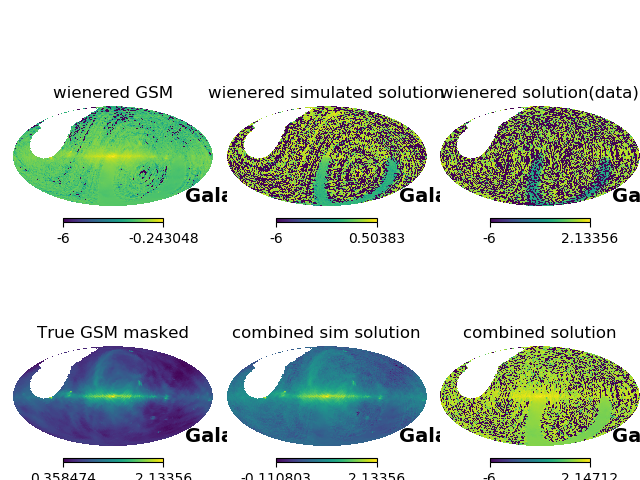 wienered GSM
wienered simulated solution
wienered solution(data)
Gala
Gala
Ga
-6
-0.243048
-6
0.50383
-6
2.13356
True GSM masked
combined sim solution
combined solution
Gala
Gala
Ga
0.358474
2.13356
-0.110803
2.13356
-6
2.14712